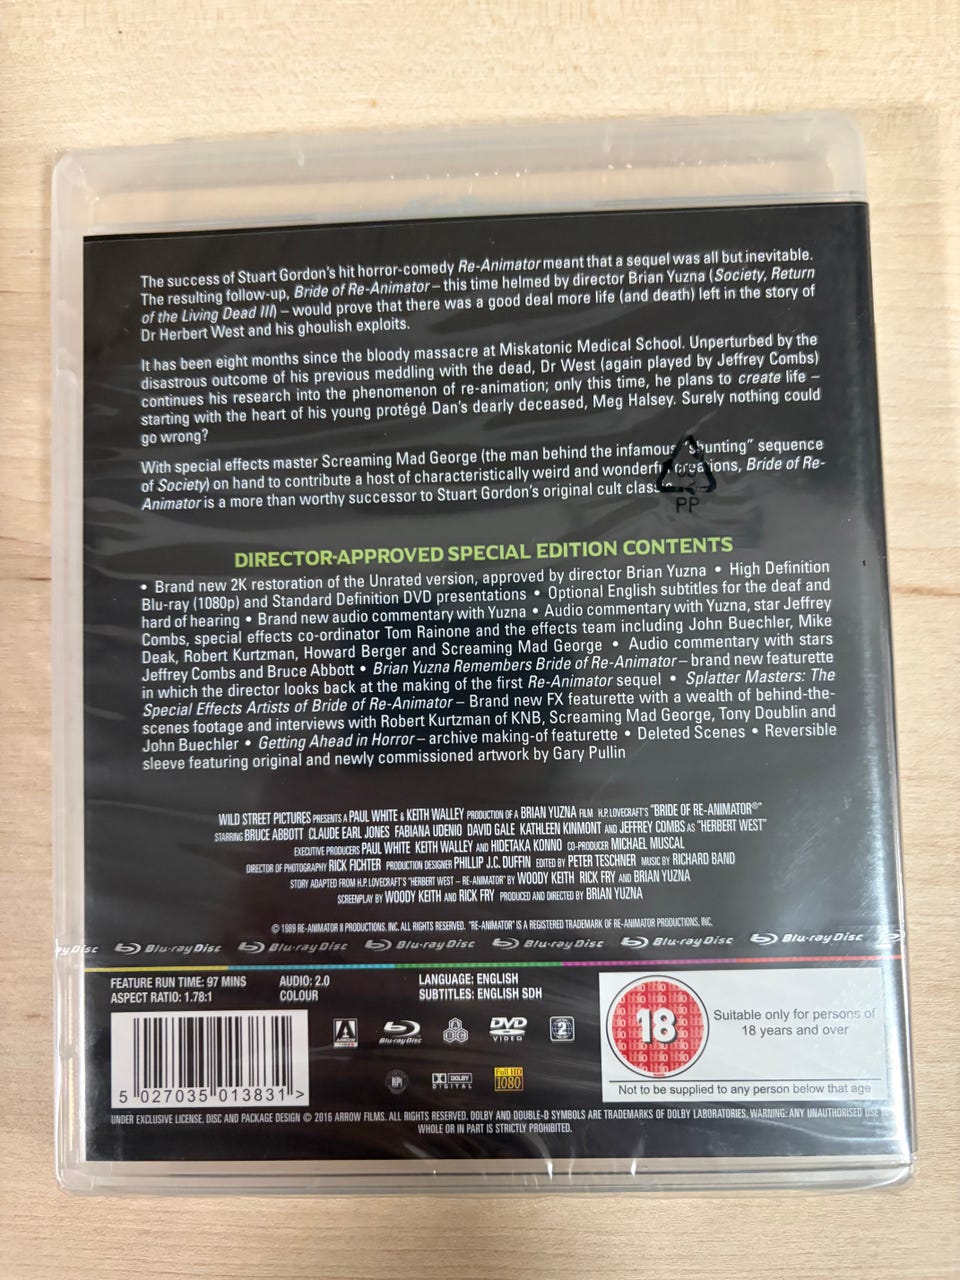 The success of Stuart Gordon's hit horror-comedy Re-Animator meant that a sequel was all but inevitable.
The resulting follow-up, Bride of Re-Animator – this time helmed by director Brian Yuzna (Society, Return
of the Living Dead III) – would prove that there was a good deal more life (and death) left in the story of
Dr Herbert West and his ghoulish exploits.
It has been eight months since the bloody massacre at Miskatonic Medical School. Unperturbed by the
disastrous outcome of his previous meddling with the dead, Dr West (again played by Jeffrey Combs)
continues his research into the phenomenon of re-animation; only this time, he plans to create life –
starting with the heart of his young protégé Dan's dearly deceased, Meg Halsey. Surely nothing could
go wrong?
With special effects master Screaming Mad George (the man behind the infamous "shunting" sequence
of Society) on hand to contribute a host of characteristically weird and wonderful creations, Bride of Re-
Animator is a more than worthy successor to Stuart Gordon's original cult classic.
PP
DIRECTOR-APPROVED SPECIAL EDITION CONTENTS
• Brand new 2K restoration of the Unrated version, approved by director Brian Yuzna • High Definition
Blu-ray (1080p) and Standard Definition DVD presentations • Optional English subtitles for the deaf and
hard of hearing • Brand new audio commentary with Yuzna • Audio commentary with Yuzna, star Jeffrey
Combs, special effects co-ordinator Tom Rainone and the effects team including John Buechler, Mike
Deak, Robert Kurtzman, Howard Berger and Screaming Mad George • Audio commentary with stars
Jeffrey Combs and Bruce Abbott • Brian Yuzna Remembers Bride of Re-Animator – brand new featurette
in which the director looks back at the making of the first Re-Animator sequel • Splatter Masters: The
Special Effects Artists of Bride of Re-Animator – Brand new FX featurette with a wealth of behind-the-
scenes footage and interviews with Robert Kurtzman of KNB, Screaming Mad George, Tony Doublin and
John Buechler • Getting Ahead in Horror – archive making-of featurette • Deleted Scenes • Reversible
sleeve featuring original and newly commissioned artwork by Gary Pullin
WILD STREET PICTURES PRESENTS A PAUL WHITE & KEITH WALLEY PRODUCTION OF A BRIAN YUZNA FILM H.P. LOVECRAFT'S "BRIDE OF RE-ANIMATOR®"
STARRING BRUCE ABBOTT CLAUDE EARL JONES FABIANA UDENIO DAVID GALE KATHLEEN KINMONT AND JEFFREY COMBS AS "HERBERT WEST"
EXECUTIVE PRODUCERS PAUL WHITE KEITH WALLEY AND HIDETAKA KONNO CO-PRODUCER MICHAEL MUSCAL
DIRECTOR OF PHOTOGRAPHY RICK FICHTER PRODUCTION DESIGNER PHILLIP J.C. DUFFIN EDITED BY PETER TESCHNER MUSIC BY RICHARD BAND
STORY ADAPTED FROM H.P. LOVECRAFT'S "HERBERT WEST – RE-ANIMATOR" BY WOODY KEITH RICK FRY AND BRIAN YUZNA
SCREENPLAY BY WOODY KEITH AND RICK FRY PRODUCED AND DIRECTED BY BRIAN YUZNA
© 1989 RE-ANIMATOR II PRODUCTIONS, INC. ALL RIGHTS RESERVED. "RE-ANIMATOR" IS A REGISTERED TRADEMARK OF RE-ANIMATOR PRODUCTIONS, INC.
ay Disc Blu-ray Disc Blu-ray Disc Blu-ray Disc Blu-ray Disc Blu-ray Disc Blu-ray Disc
FEATURE RUN TIME: 97 MINS AUDIO: 2.0 LANGUAGE: ENGLISH
ASPECT RATIO: 1.78:1 COLOUR SUBTITLES: ENGLISH SDH
ARROW VIDEO Blu-ray Disc A B C DVD VIDEO 2
18 Suitable only for persons of
18 years and over
Not to be supplied to any person below that age
RPI DOLBY DIGITAL Full HD 1080
5 027035 013831 >
UNDER EXCLUSIVE LICENSE. DISC AND PACKAGE DESIGN © 2016 ARROW FILMS. ALL RIGHTS RESERVED. DOLBY AND DOUBLE-D SYMBOLS ARE TRADEMARKS OF DOLBY LABORATORIES. WARNING: ANY UNAUTHORISED USE IN
WHOLE OR IN PART IS STRICTLY PROHIBITED.